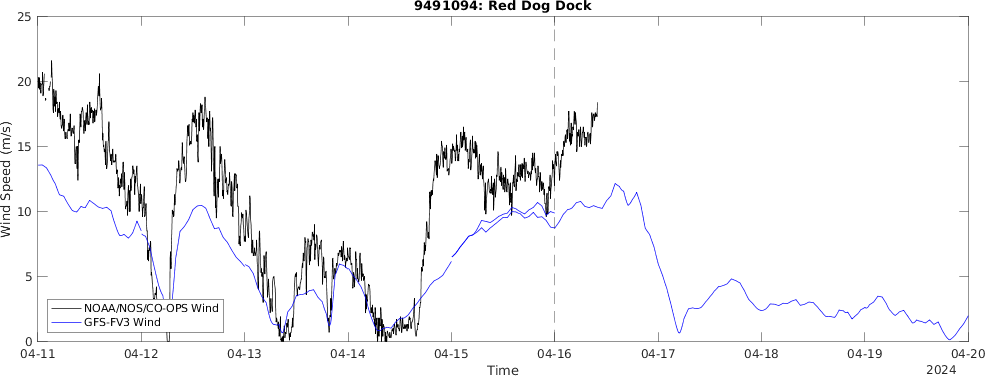 9491094: Red Dog Dock
25
20
15
10
5
0
Wind Speed (m/s)
NOAA/NOS/CO-OPS Wind
GFS-FV3 Wind
04-11 04-12 04-13 04-14 04-15 04-16 04-17 04-18 04-19 04-20
Time
2024